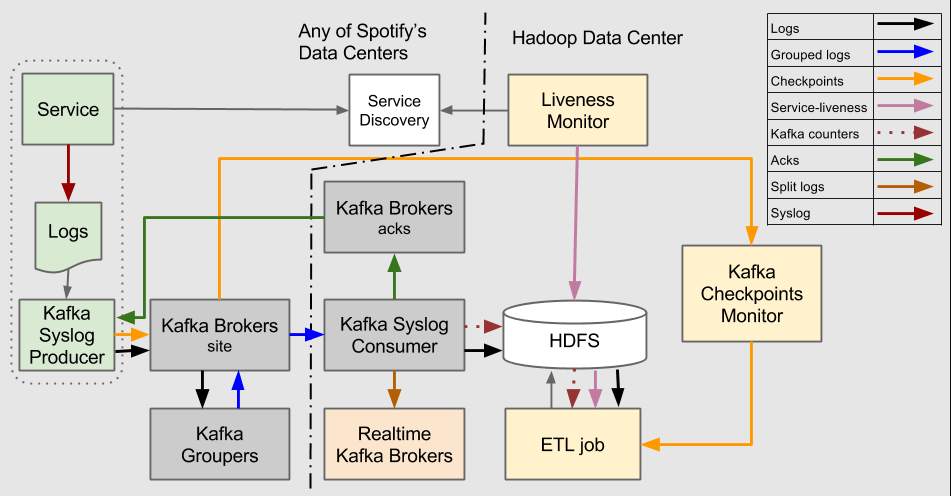 Any of Spotify's
Data Centers
Hadoop Data Center
Service
Service
Discovery
Liveness
Monitor
Logs
Kafka Brokers
acks
Kafka
Checkpoints
Monitor
Kafka
Syslog
Producer
Kafka Brokers
site
Kafka Syslog
Consumer
HDFS
Kafka
Groupers
Realtime
Kafka Brokers
ETL job
Logs
Grouped logs
Checkpoints
Service-liveness
Kafka counters
Acks
Split logs
Syslog